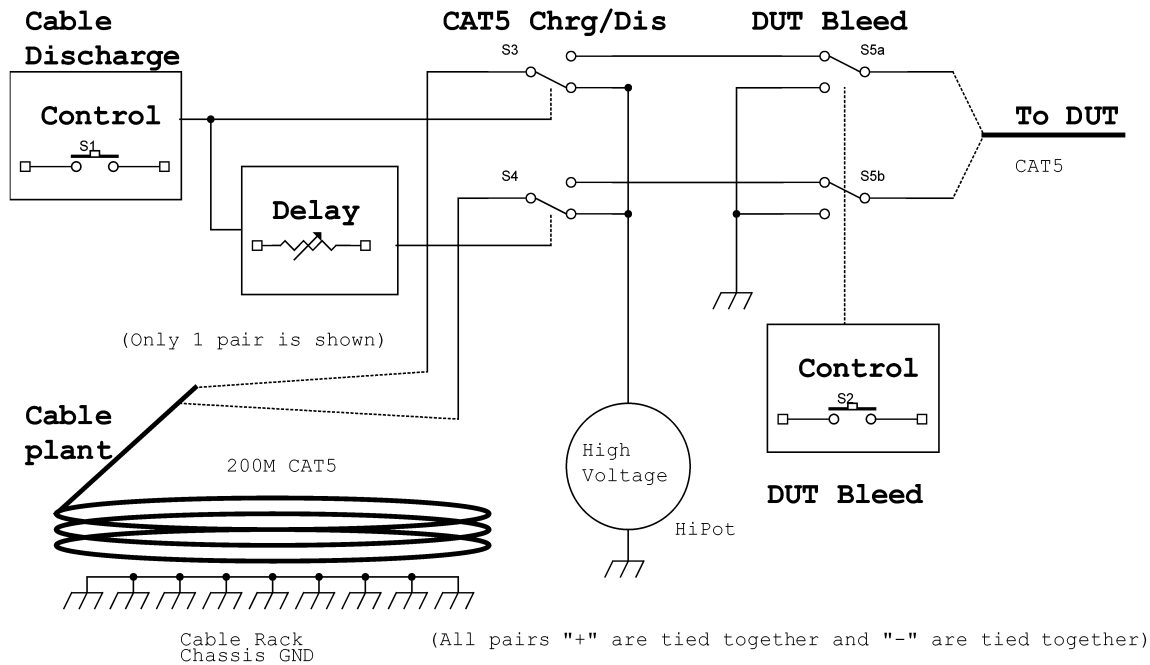 Cable
Discharge
CAT5 Chrg/Dis
DUT Bleed
S3
S5a
Control
S1
To DUT
CAT5
S4
S5b
Delay
(Only 1 pair is shown)
Control
S2
Cable
plant
200M CAT5
High
Voltage
HiPot
DUT Bleed
Cable Rack
Chassis GND
(All pairs "+" are tied together and "-" are tied together)